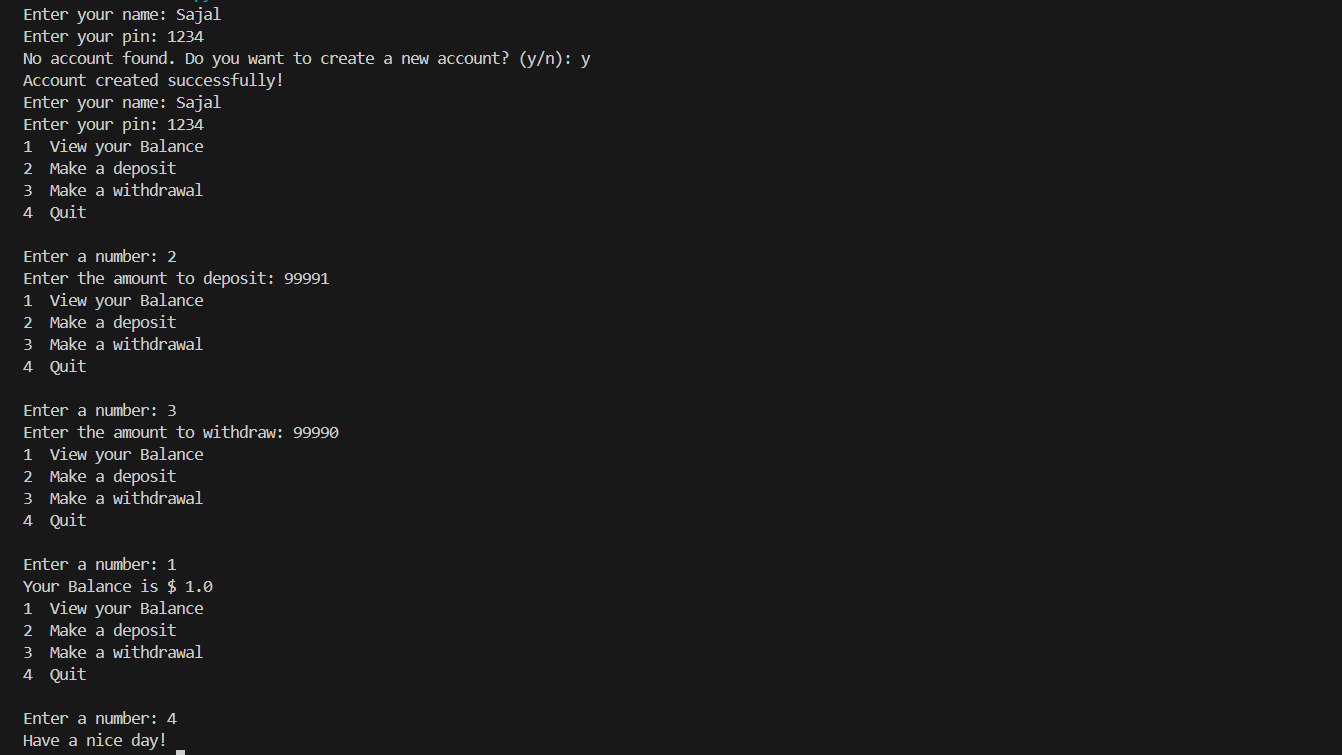 Enter your name: Sajal
Enter your pin: 1234
No account found. Do you want to create a new account? (y/n): y
Account created successfully!
Enter your name: Sajal
Enter your pin: 1234
1  View your Balance
2  Make a deposit
3  Make a withdrawal
4  Quit

Enter a number: 2
Enter the amount to deposit: 99991
1  View your Balance
2  Make a deposit
3  Make a withdrawal
4  Quit

Enter a number: 3
Enter the amount to withdraw: 99990
1  View your Balance
2  Make a deposit
3  Make a withdrawal
4  Quit

Enter a number: 1
Your Balance is $ 1.0
1  View your Balance
2  Make a deposit
3  Make a withdrawal
4  Quit

Enter a number: 4
Have a nice day!